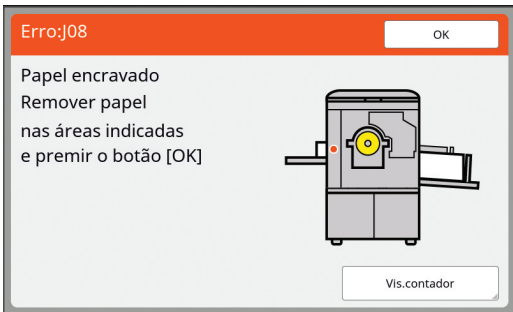 Erro:J08
OK
Papel encravado
Remover papel
nas áreas indicadas
e premir o botão [OK]
Vis.contador